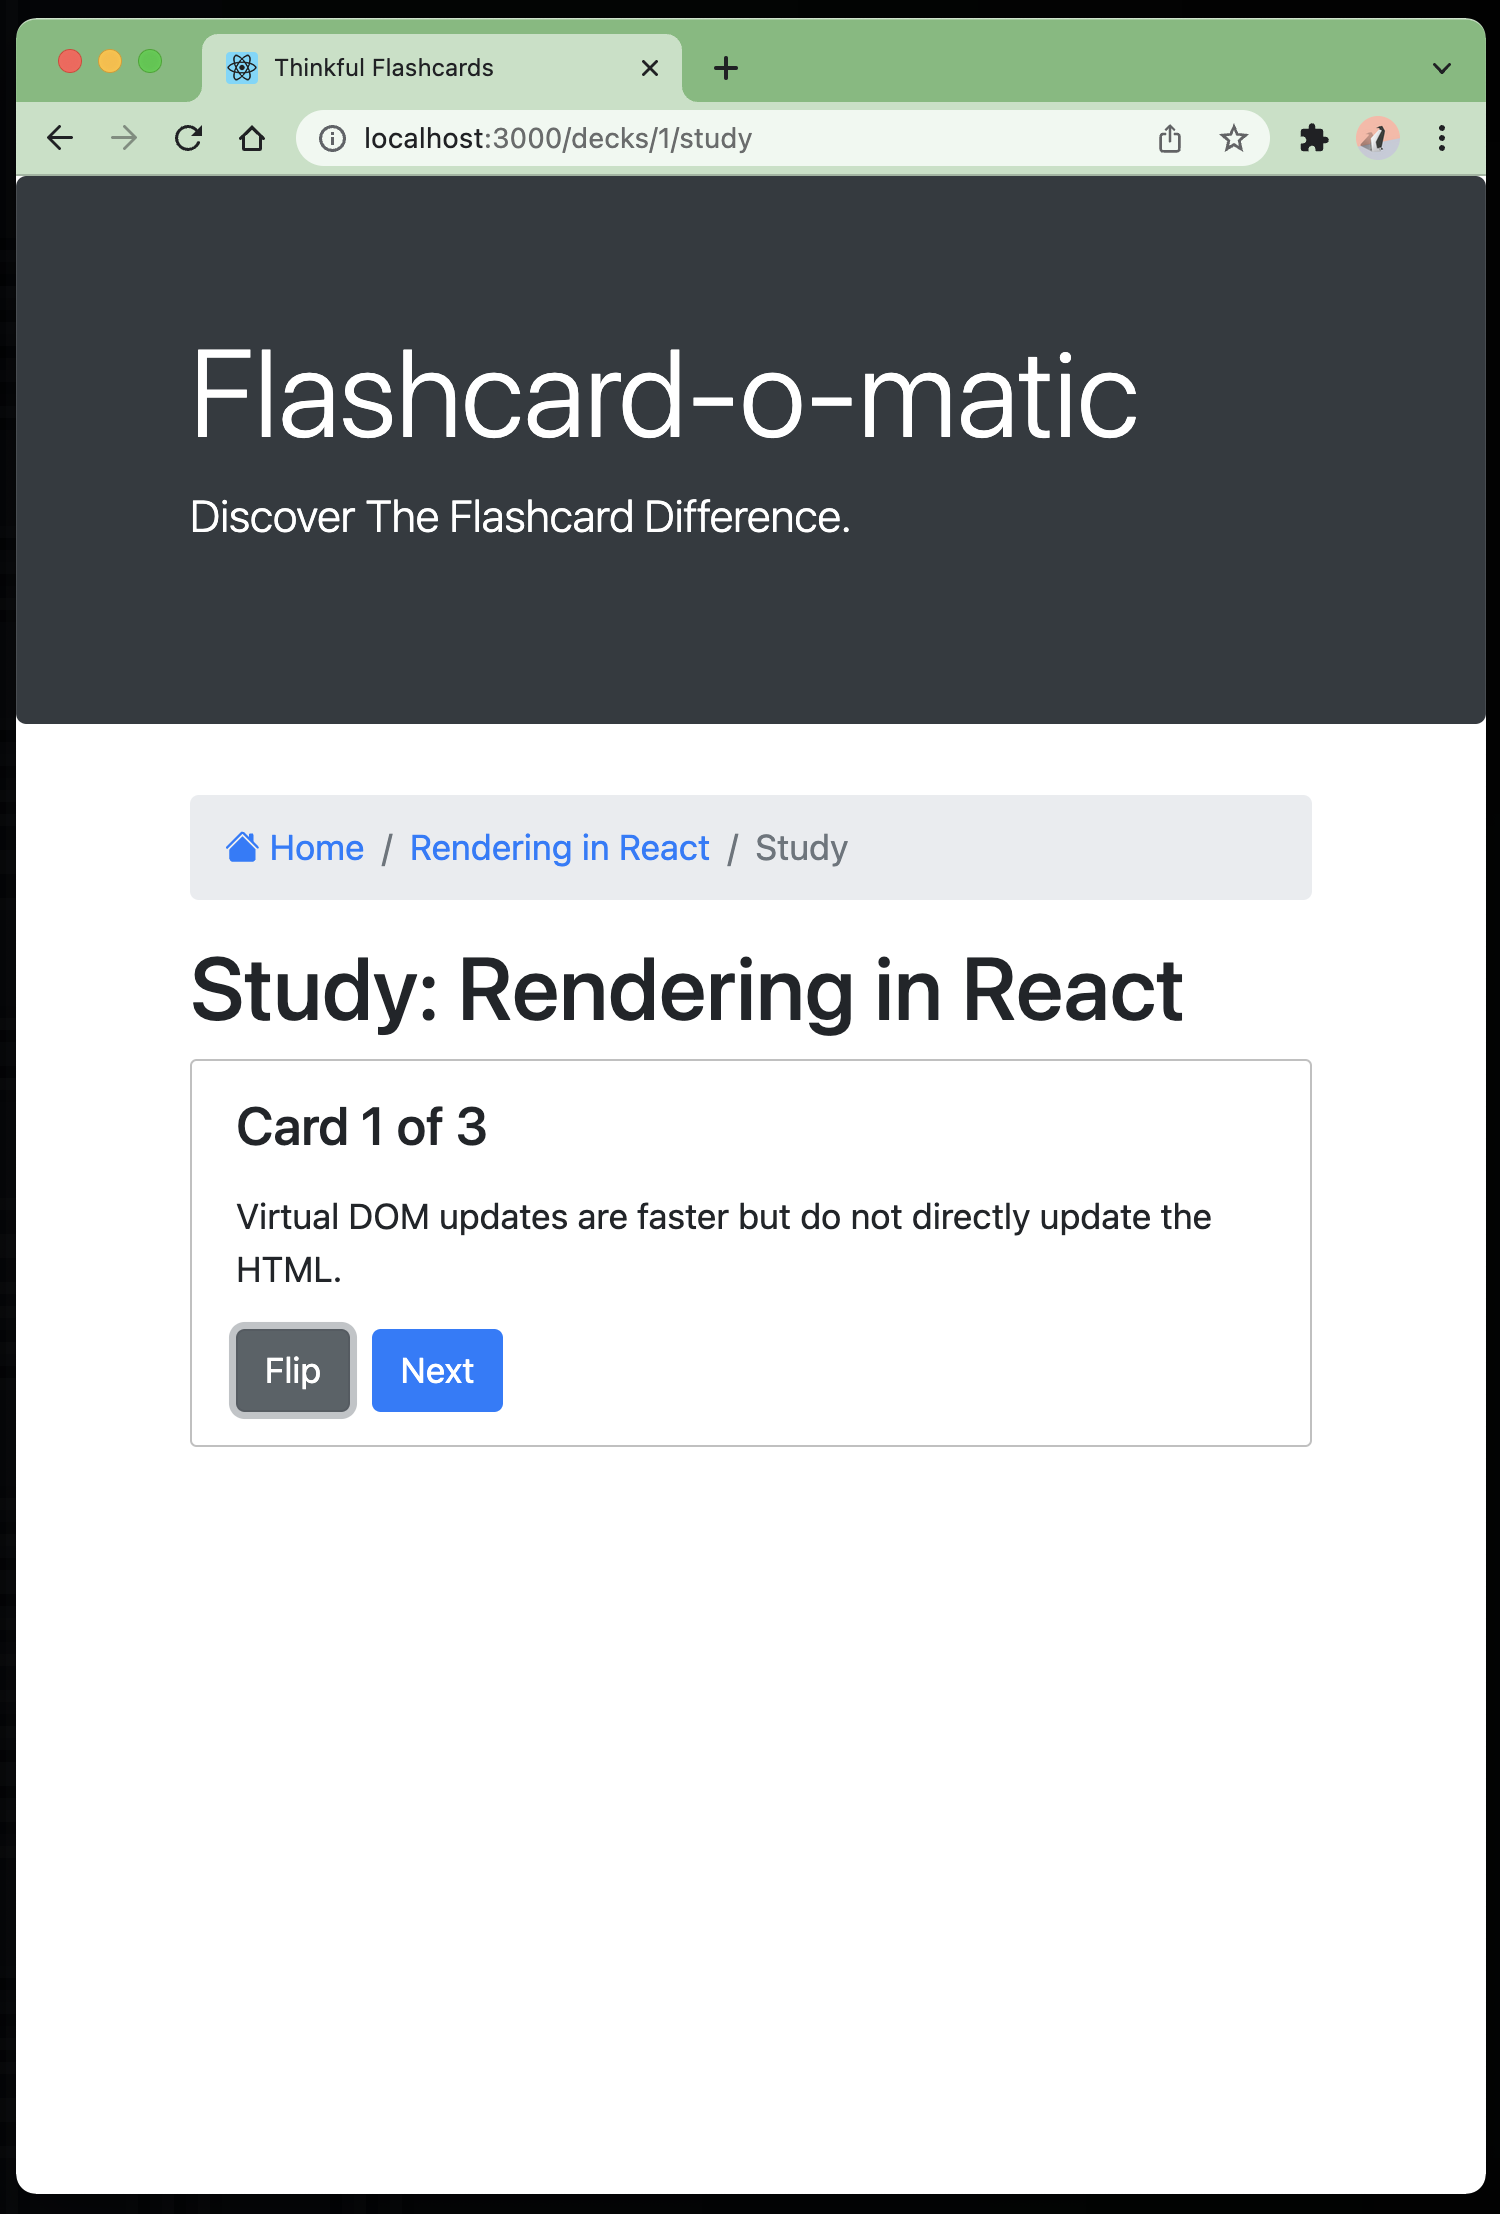 Thinkful Flashcards
localhost:3000/decks/1/study
Flashcard-o-matic
Discover The Flashcard Difference.
Home / Rendering in React / Study
Study: Rendering in React
Card 1 of 3
Virtual DOM updates are faster but do not directly update the
HTML.
Flip Next